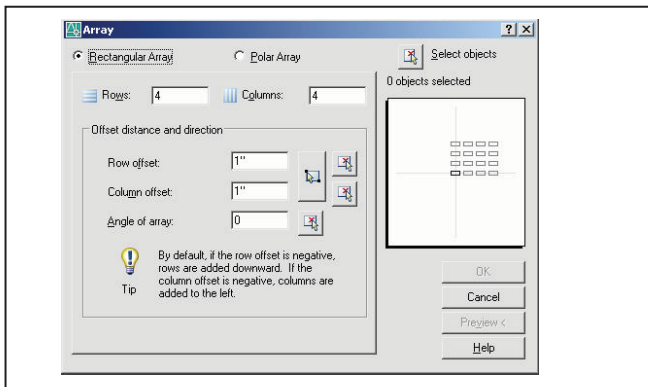 Array
Rectangular Array
Polar Array
Select objects
0 objects selected
Rows: 4
Columns: 4
Offset distance and direction
Row offset: 1"
Column offset: 1"
Angle of array: 0
Tip
By default, if the row offset is negative,
rows are added downward. If the
column offset is negative, columns are
added to the left.
OK
Cancel
Preview <
Help